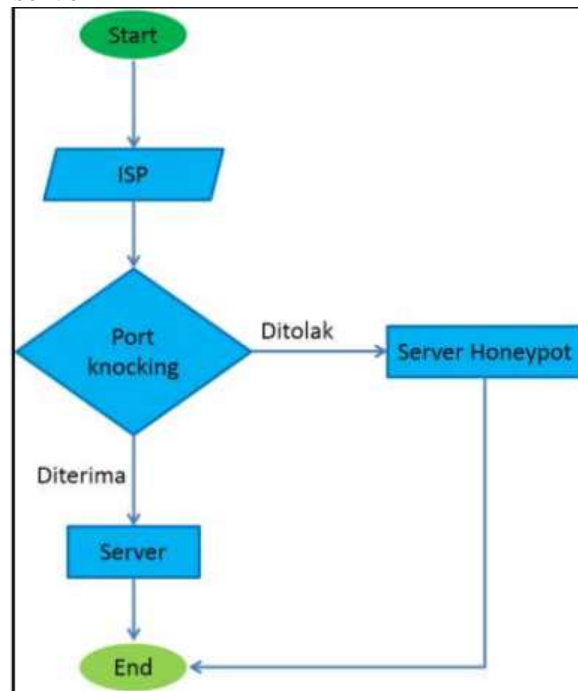 Start
ISP
Port
knocking
Ditolak
Server Honeypot
Diterima
Server
End